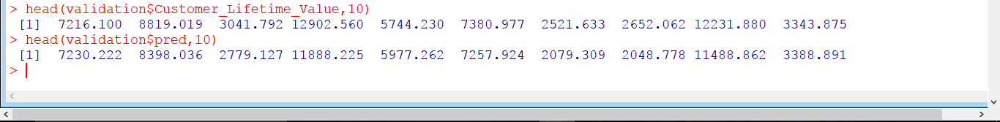 > head(validation$Customer_Lifetime_Value,10)
[1] 7216.100 8819.019 3041.792 12902.560 5744.230 7380.977 2521.633 2652.062 12231.880 3343.875
> head(validation$pred,10)
[1] 7230.222 8398.036 2779.127 11888.225 5977.262 7257.924 2079.309 2048.778 11488.862 3388.891
>